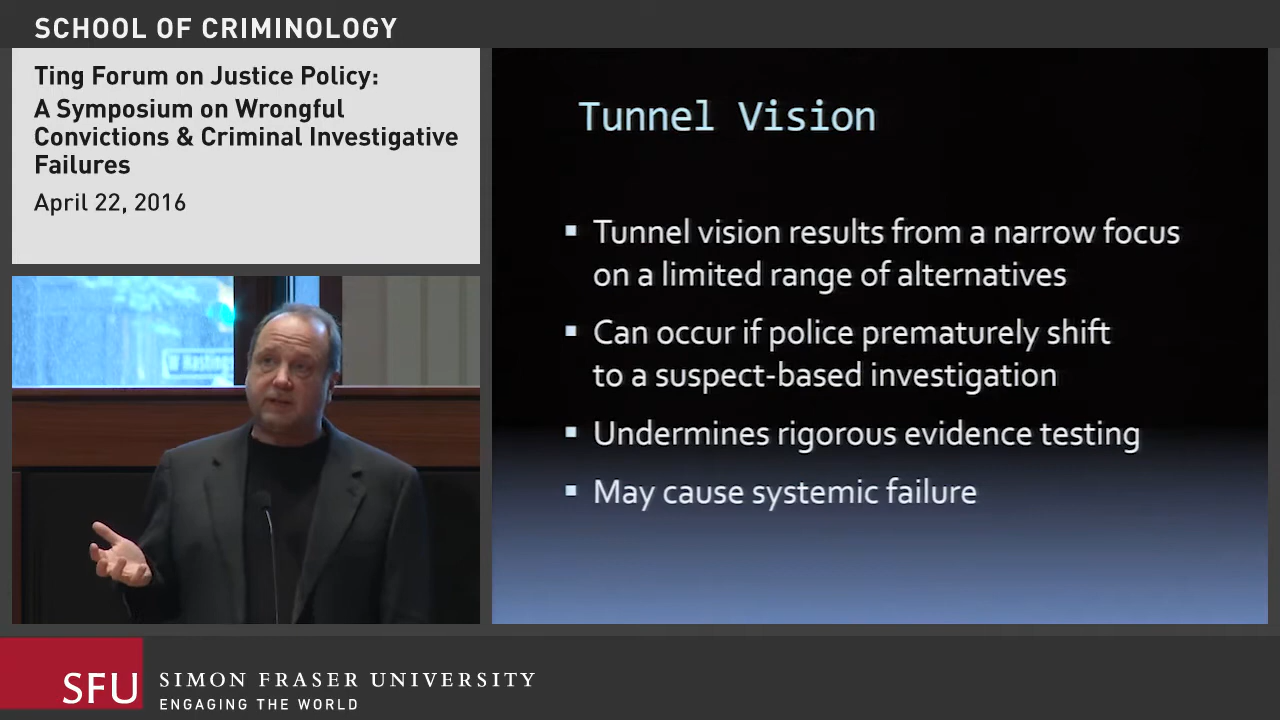 SCHOOL OF CRIMINOLOGY
Ting Forum on Justice Policy:
A Symposium on Wrongful
Convictions & Criminal Investigative
Failures
April 22, 2016
W Hastings
Tunnel Vision
Tunnel vision results from a narrow focus
on a limited range of alternatives
Can occur if police prematurely shift
to a suspect-based investigation
Undermines rigorous evidence testing
May cause systemic failure
SFU
SIMON FRASER UNIVERSITY
ENGAGING THE WORLD